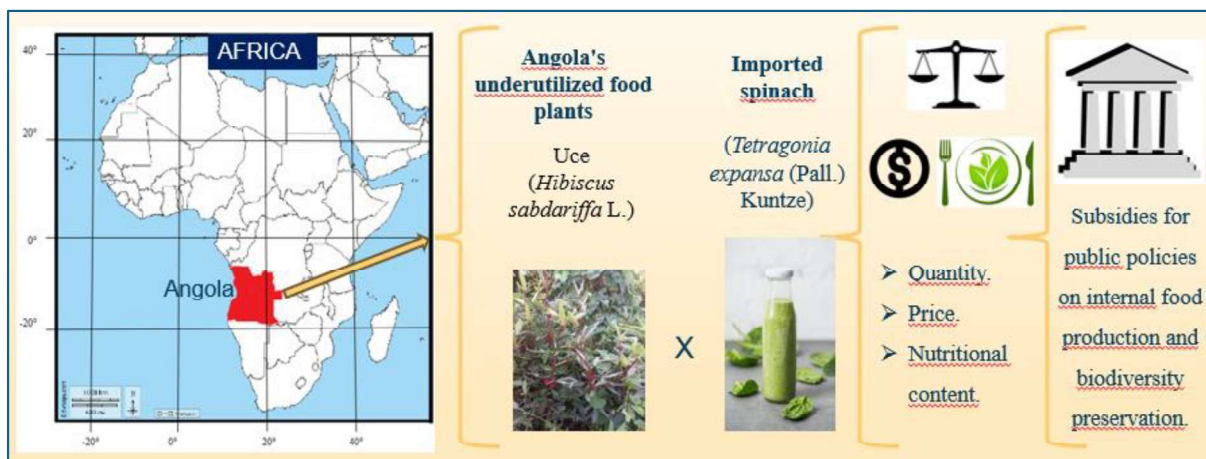 AFRICA
40°
20°
0°
-20°
Angola
-20°
0°
20°
40°
Angola's
underutilized food
plants
Uce
(Hibiscus
sabdariffa L.)
X
Imported
spinach
(Tetragonia
expansa (Pall.)
Kuntze)
$
➢ Quantity.
➢ Price.
➢ Nutritional
content.
Subsidies for
public policies
on internal food
production and
biodiversity
preservation.